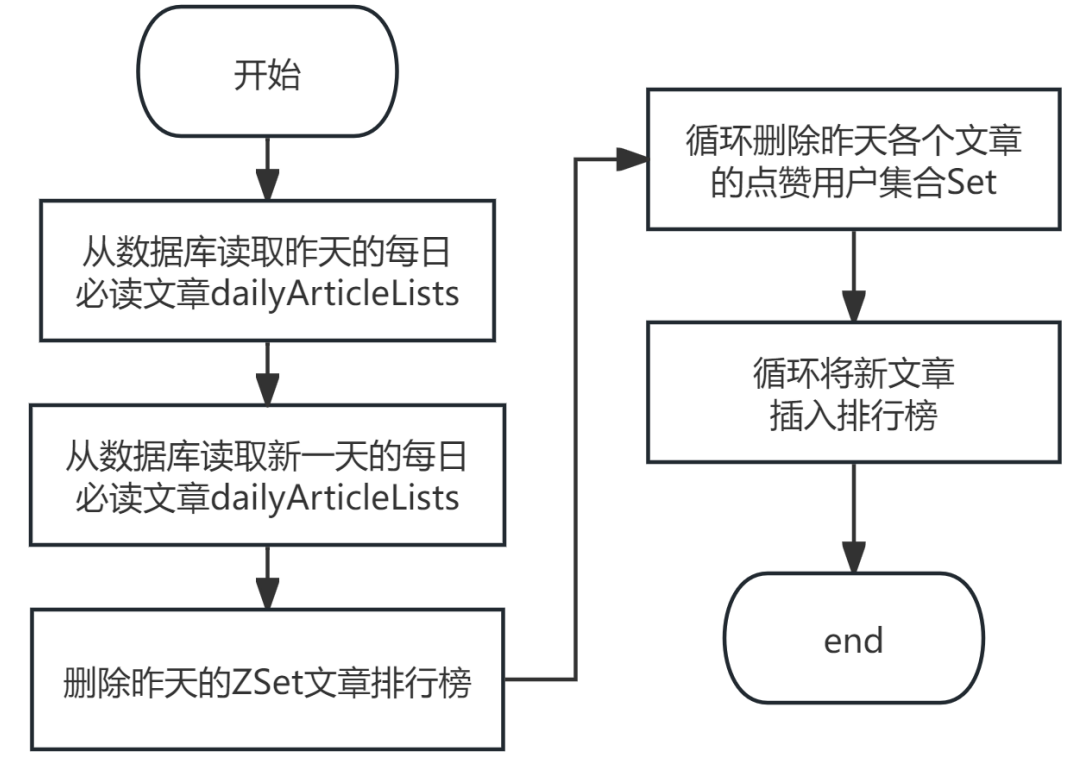 开始
从数据库读取昨天的每日
必读文章dailyArticleLists
从数据库读取新一天的每日
必读文章dailyArticleLists
删除昨天的ZSet文章排行榜
循环删除昨天各个文章
的点赞用户集合Set
循环将新文章
插入排行榜
end